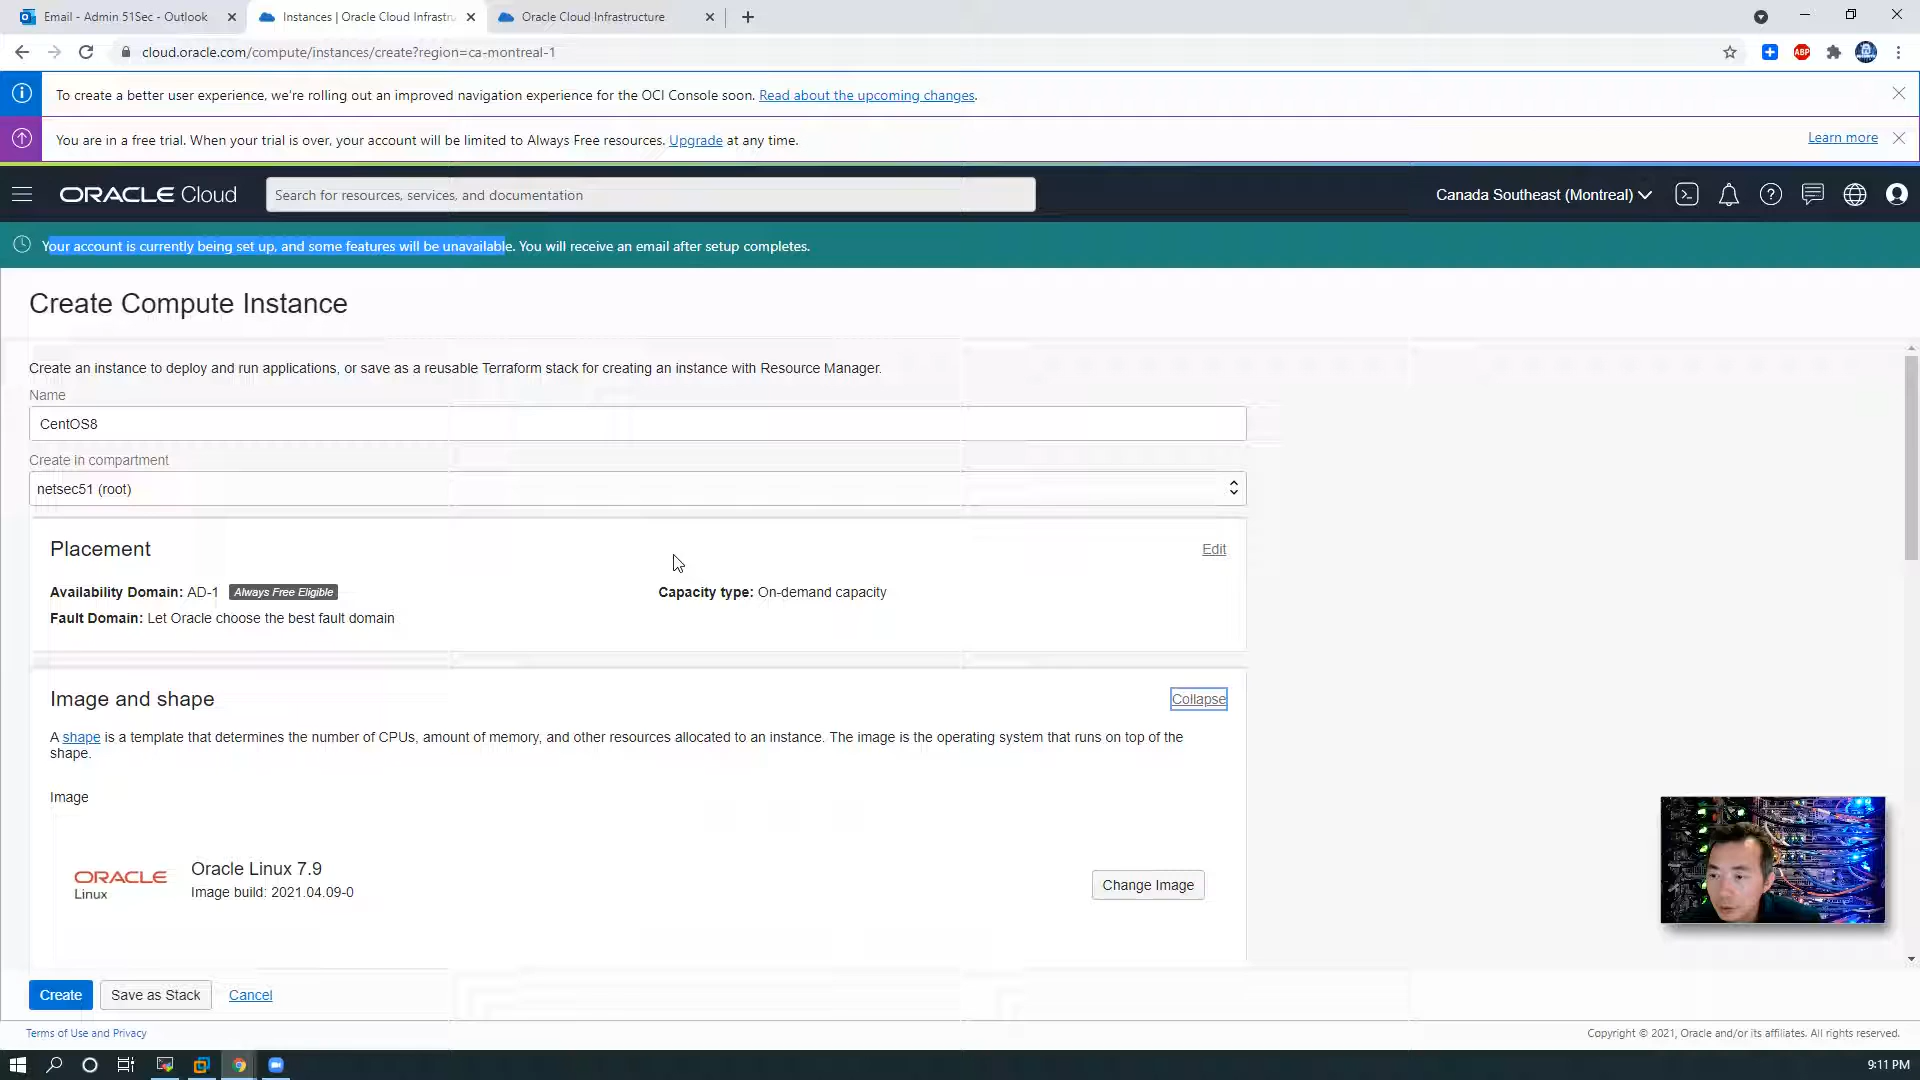 Email - Admin 51Sec - Outlook
Instances | Oracle Cloud Infrastru
Oracle Cloud Infrastructure
cloud.oracle.com/compute/instances/create?region=ca-montreal-1
ABP
To create a better user experience, we're rolling out an improved navigation experience for the OCI Console soon. Read about the upcoming changes.
You are in a free trial. When your trial is over, your account will be limited to Always Free resources. Upgrade at any time.
Learn more
ORACLE Cloud
Search for resources, services, and documentation
Canada Southeast (Montreal)
Your account is currently being set up, and some features will be unavailable. You will receive an email after setup completes.
Create Compute Instance
Create an instance to deploy and run applications, or save as a reusable Terraform stack for creating an instance with Resource Manager.
Name
CentOS8
Create in compartment
netsec51 (root)
Placement
Edit
Availability Domain: AD-1 Always Free Eligible
Capacity type: On-demand capacity
Fault Domain: Let Oracle choose the best fault domain
Image and shape
Collapse
A shape is a template that determines the number of CPUs, amount of memory, and other resources allocated to an instance. The image is the operating system that runs on top of the
shape.
Image
ORACLE
Linux
Oracle Linux 7.9
Image build: 2021.04.09-0
Change Image
Create
Save as Stack
Cancel
Terms of Use and Privacy
Copyright © 2021, Oracle and/or its affiliates. All rights reserved.
9:11 PM